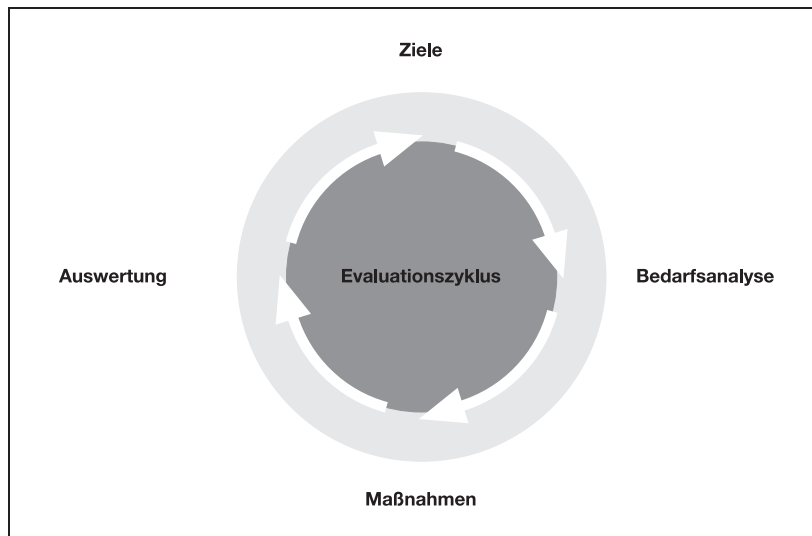 Ziele
Auswertung
Evaluationszyklus
Bedarfsanalyse
Maßnahmen